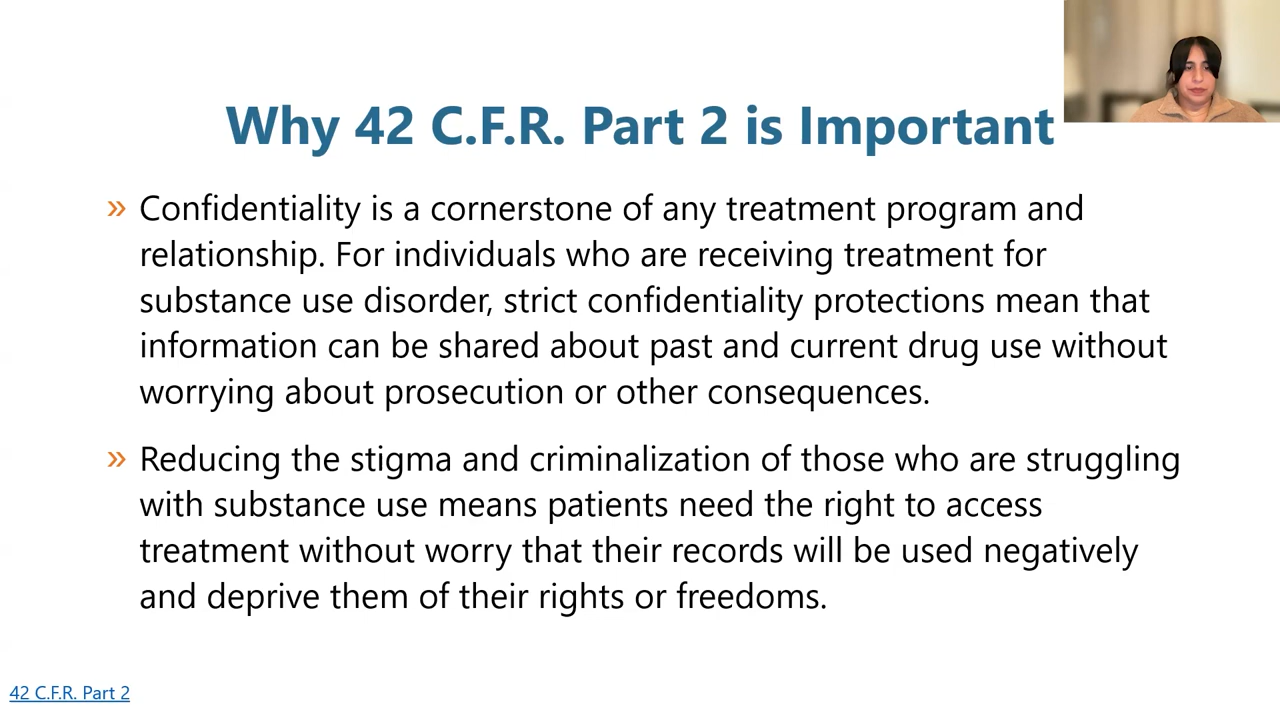 Why 42 C.F.R. Part 2 is Important
» Confidentiality is a cornerstone of any treatment program and
relationship. For individuals who are receiving treatment for
substance use disorder, strict confidentiality protections mean that
information can be shared about past and current drug use without
worrying about prosecution or other consequences.
» Reducing the stigma and criminalization of those who are struggling
with substance use means patients need the right to access
treatment without worry that their records will be used negatively
and deprive them of their rights or freedoms.
42 C.F.R. Part 2